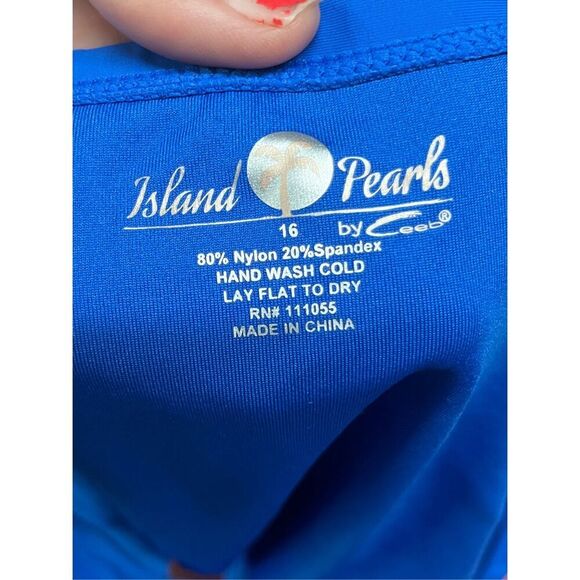 Island Pearls
16 by Ceeb®
80% Nylon 20%Spandex
HAND WASH COLD
LAY FLAT TO DRY
RN# 111055
MADE IN CHINA